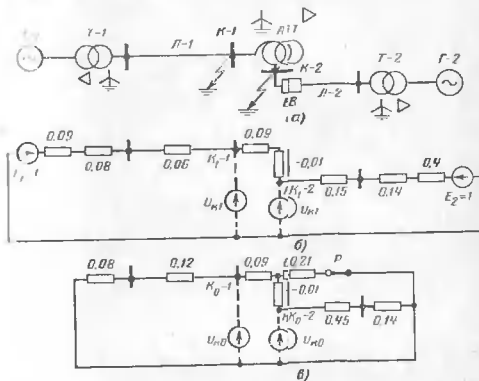 Т-1
Л-1
К-1
К-2
Т-2
Г-2
В
Л-2
(а)
0,09
0,08
0,06
К₁-1
0,09
-0,01
К₁-2
0,15
0,14
0,4
E₂=1
Uк1
Uк1
б)
0,08
0,12
К₀-1
0,09
0,21
Р
-0,01
К₀-2
0,45
0,14
Uк0
Uк0
в)